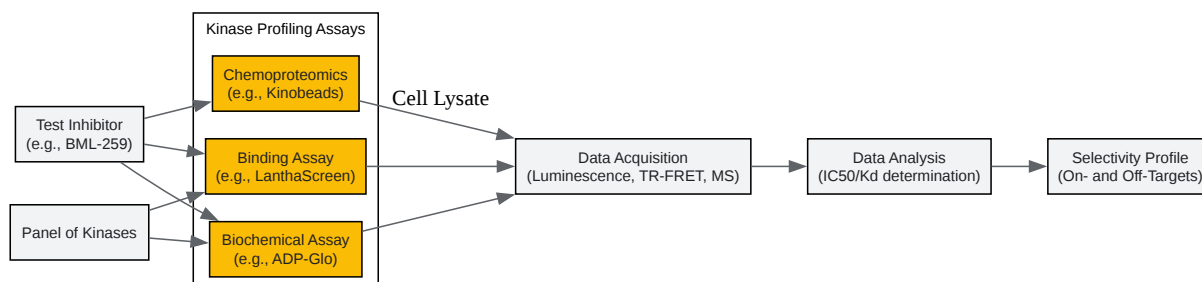 Kinase Profiling Assays
Chemoproteomics
(e.g., Kinobeads)
Cell Lysate
Test Inhibitor
(e.g., BML-259)
Binding Assay
(e.g., LanthaScreen)
Data Acquisition
(Luminescence, TR-FRET, MS)
Data Analysis
(IC50/Kd determination)
Selectivity Profile
(On- and Off-Targets)
Panel of Kinases
Biochemical Assay
(e.g., ADP-Glo)